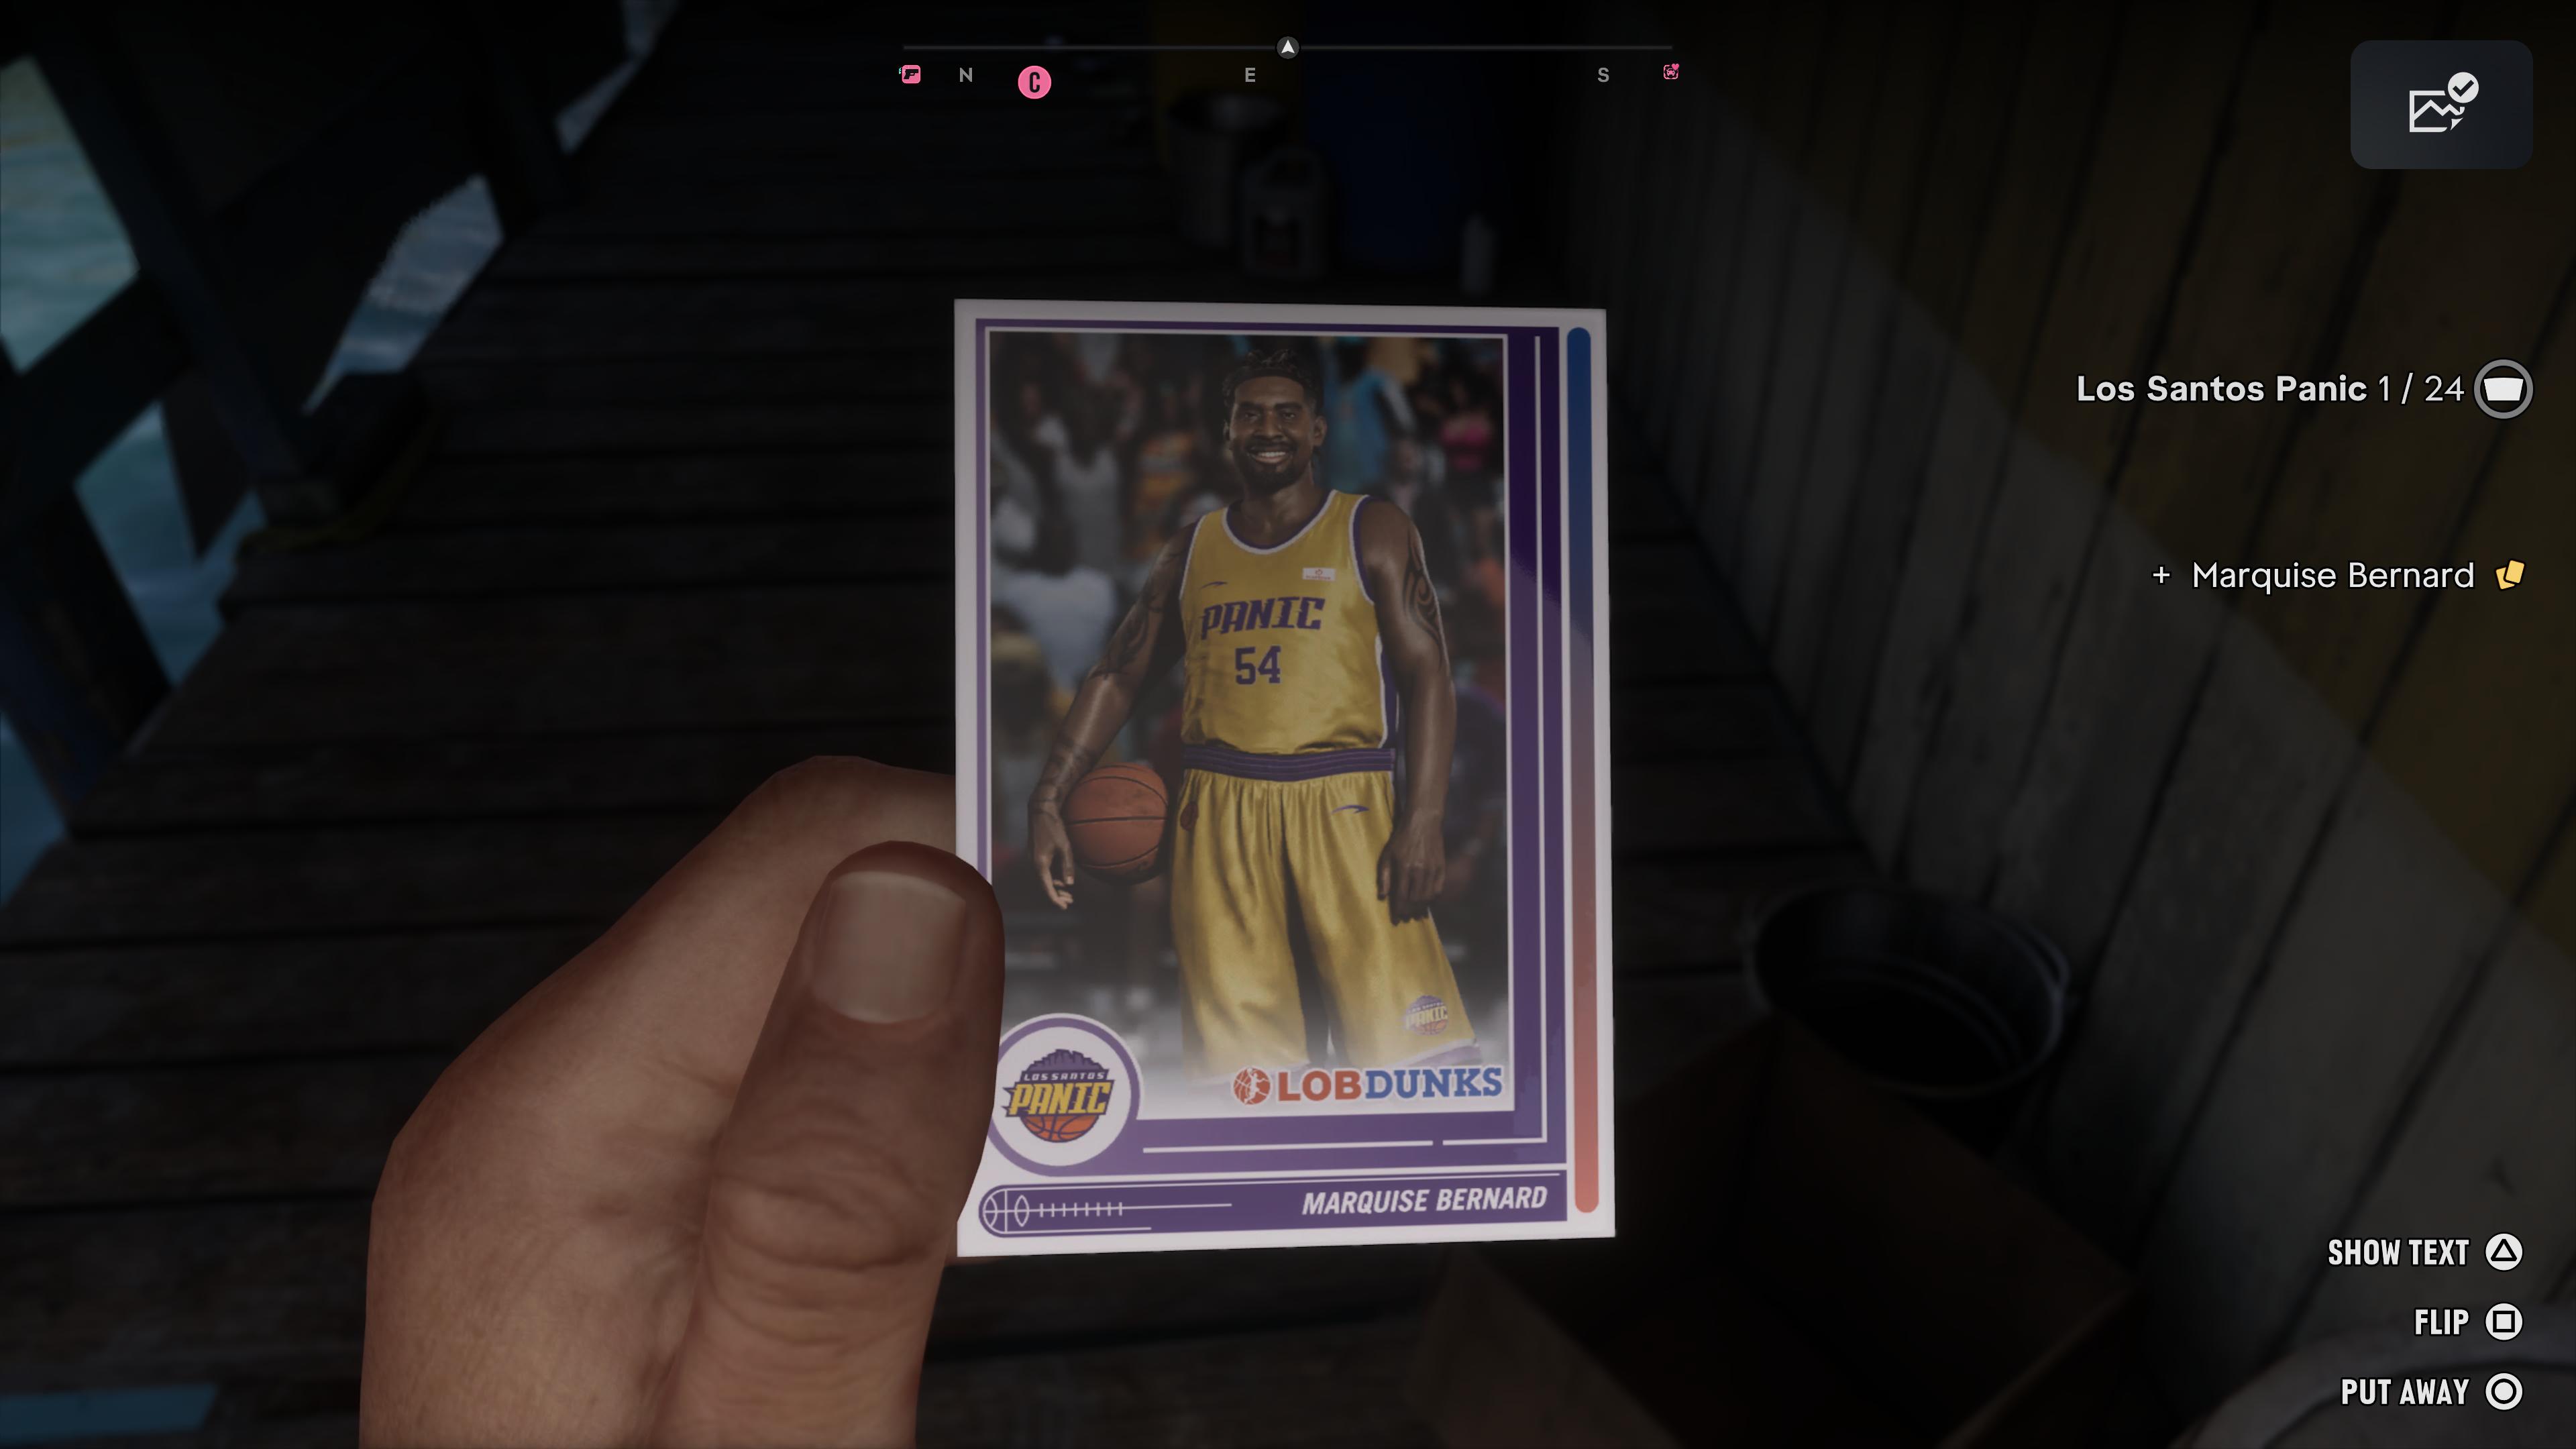 N
C
E
S
Los Santos Panic 1 / 24
+ Marquise Bernard
PANIC
54
PANIC
LOS SANTOS
PANIC
LOBDUNKS
MARQUISE BERNARD
SHOW TEXT
FLIP
PUT AWAY